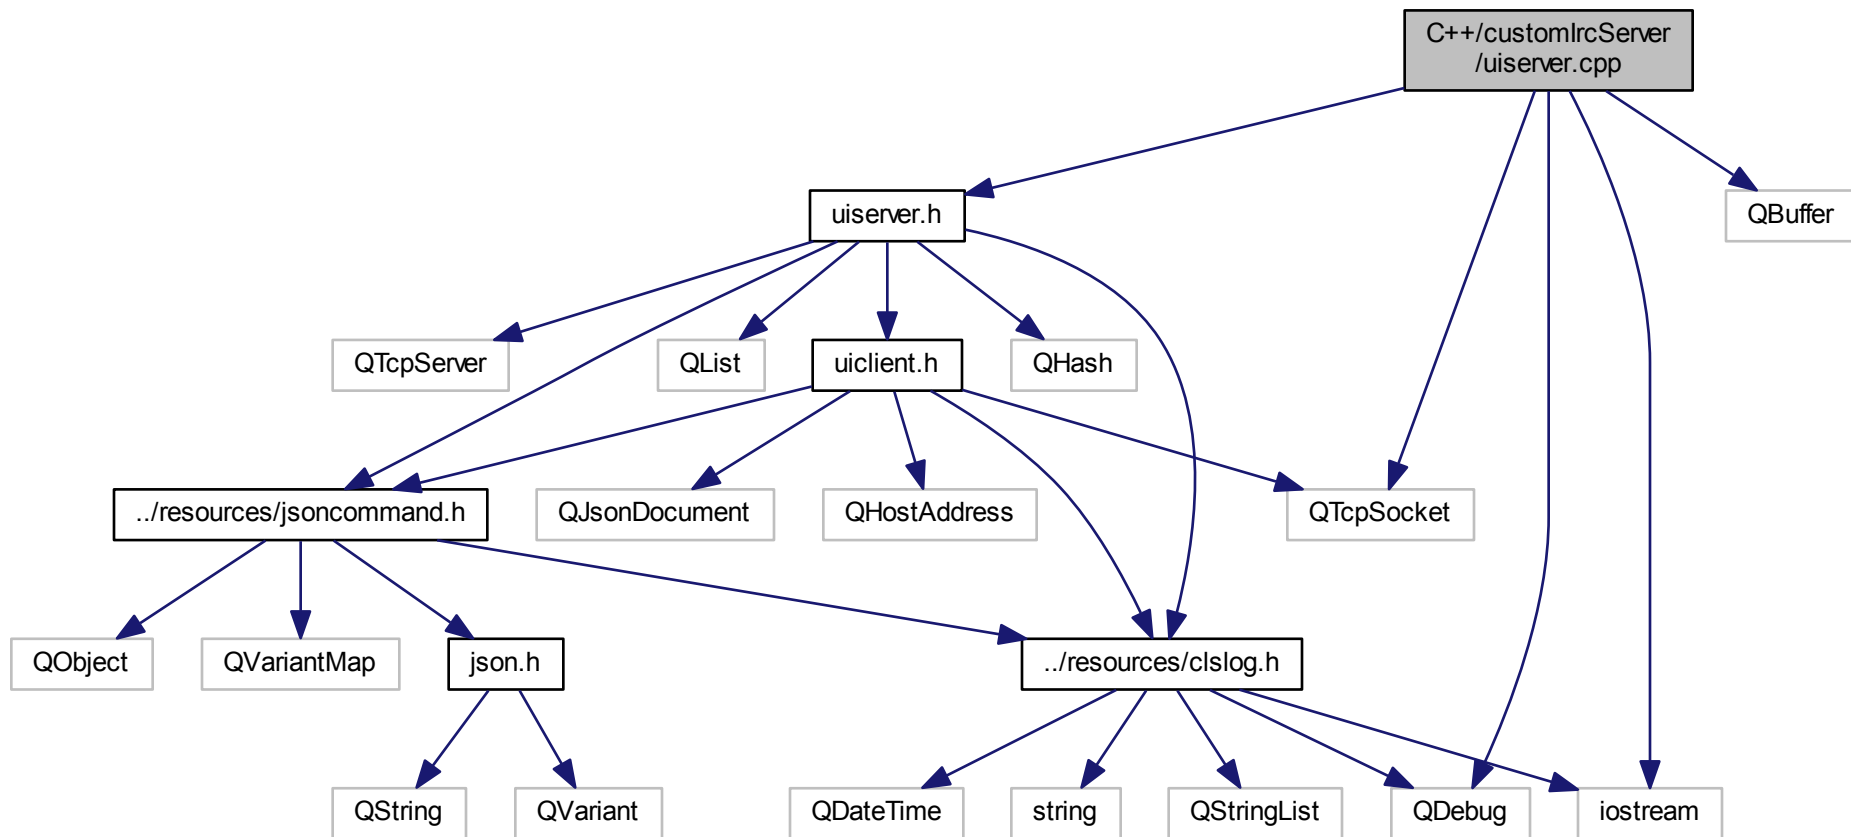 C++/customIrcServer
/uiserver.cpp
uiserver.h
QBuffer
QTcpServer
QList
uiclient.h
QHash
../resources/jsoncommand.h
QJsonDocument
QHostAddress
QTcpSocket
QObject
QVariantMap
json.h
../resources/clslog.h
QString
QVariant
QDateTime
string
QStringList
QDebug
iostream